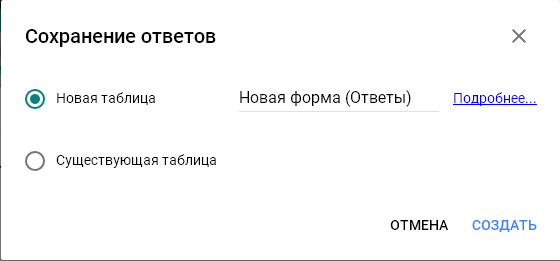 Сохранение ответов
Новая таблица Новая форма (Ответы) Подробнее...
Существующая таблица
ОТМЕНА СОЗДАТЬ